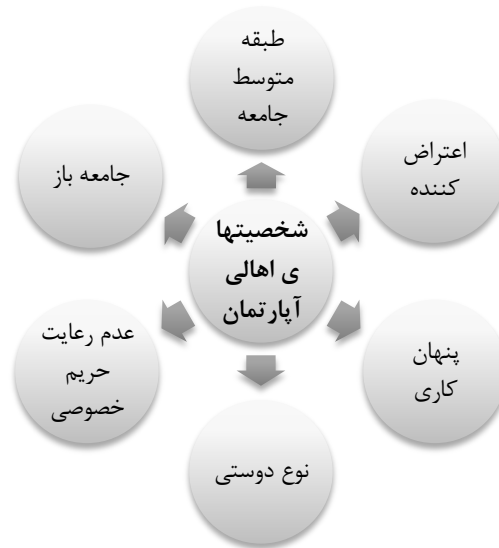 طبقه
متوسط
جامعه
اعتراض
کننده
پنهان
کاری
نوع دوستی
عدم رعایت
حریم
خصوصی
جامعه باز
شخصیتها
ی اهالی
آپارتمان